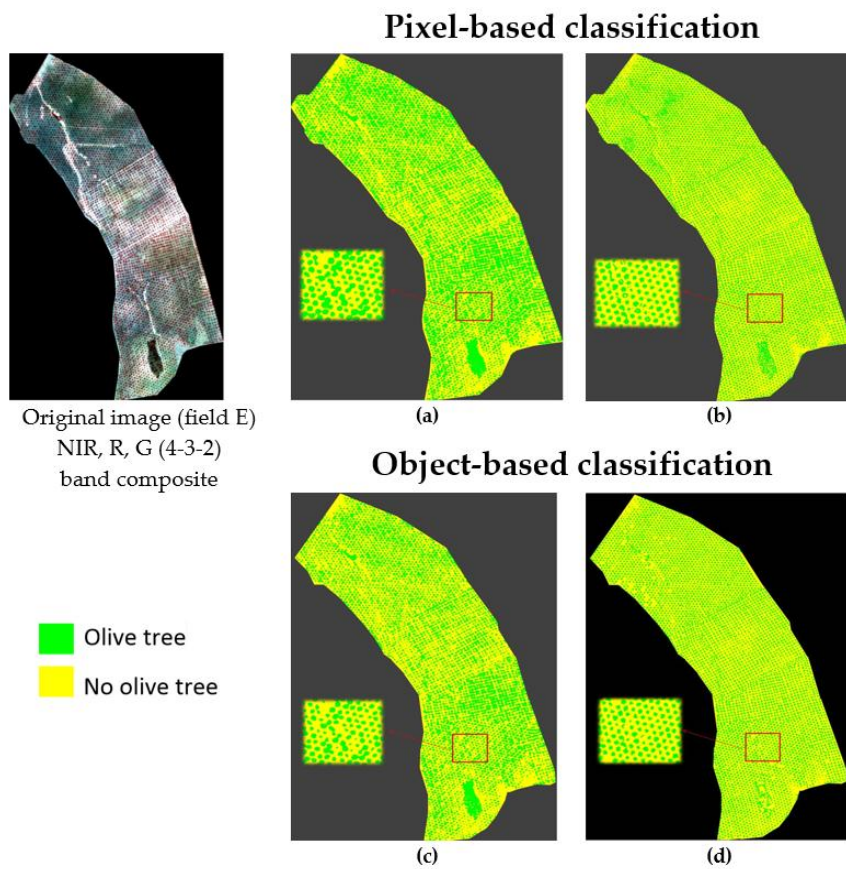 Pixel-based classification
Original image (field E)
NIR, R, G (4-3-2)
band composite
(a)
(b)
Object-based classification
Olive tree
No olive tree
(c)
(d)